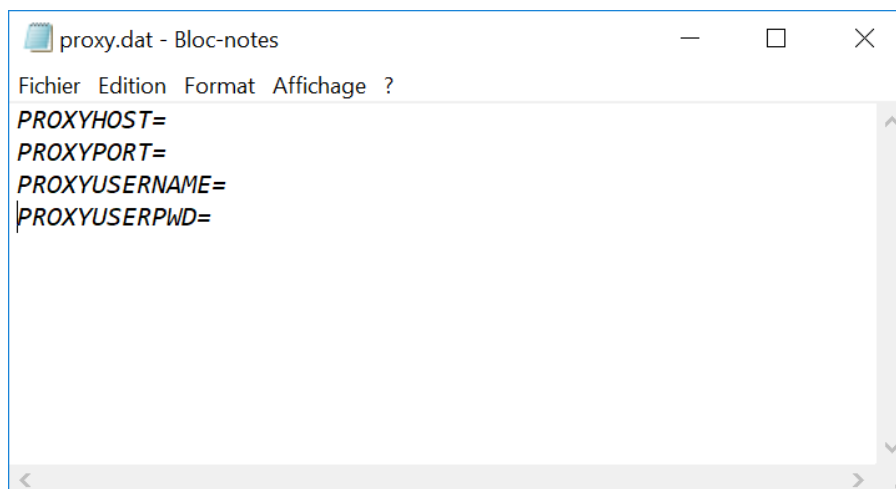 proxy.dat - Bloc-notes
Fichier Edition Format Affichage ?
PROXYHOST=
PROXYPORT=
PROXYUSERNAME=
PROXYUSERPWD=